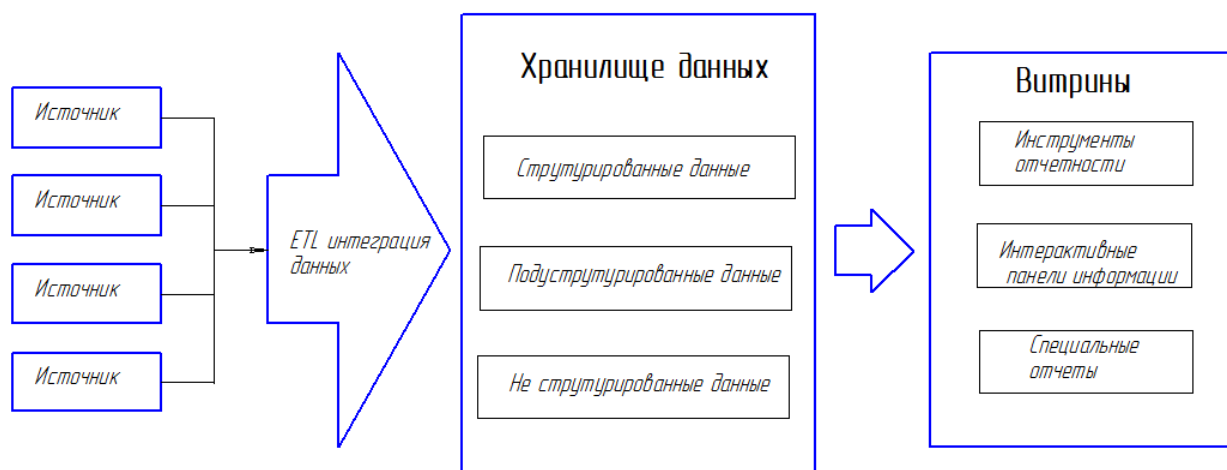 Источник
Источник
Источник
Источник
ETL интеграция
данных
Хранилище данных
Струтурированные данные
Подуструтурированные данные
Не струтурированные данные
Витрины
Инструменты
отчетности
Интерактивные
панели информации
Специальные
отчеты